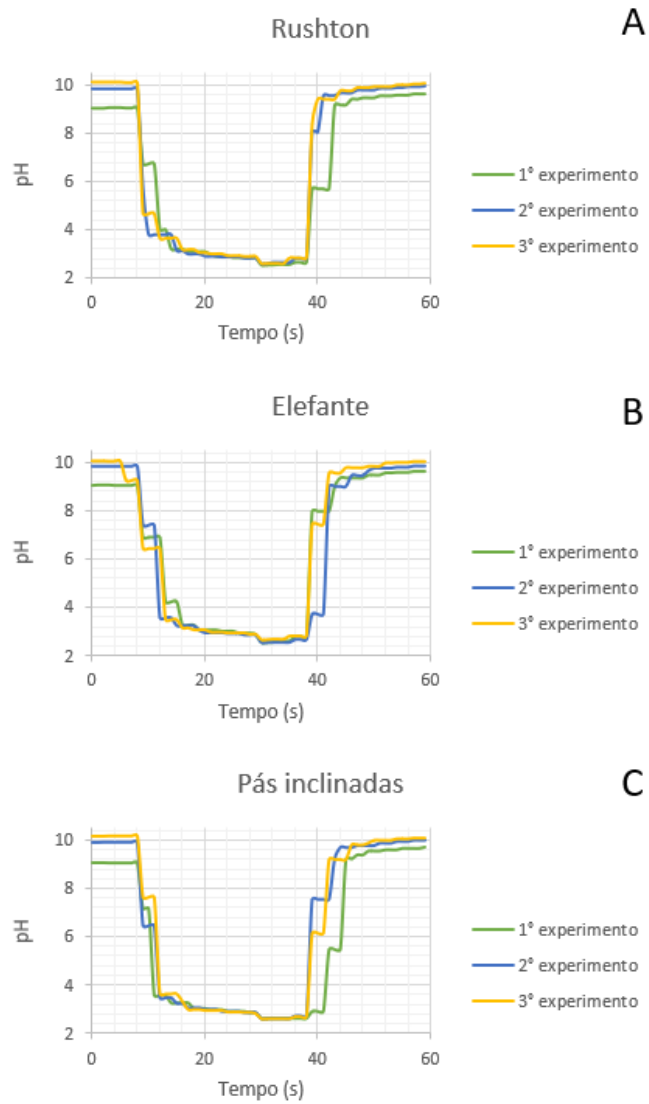 Rushton
A
10
8
6
4
2
pH
0
20
40
60
Tempo (s)
1° experimento
2° experimento
3° experimento
Elefante
B
10
8
6
4
2
pH
0
20
40
60
Tempo (s)
1° experimento
2° experimento
3° experimento
Pás inclinadas
C
10
8
6
4
2
pH
0
20
40
60
Tempo (s)
1° experimento
2° experimento
3° experimento